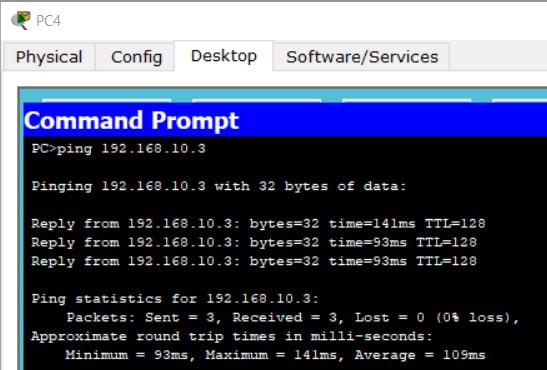 PC4
Physical Config Desktop Software/Services
Command Prompt
PC>ping 192.168.10.3
Pinging 192.168.10.3 with 32 bytes of data:
Reply from 192.168.10.3: bytes=32 time=141ms TTL=128
Reply from 192.168.10.3: bytes=32 time=93ms TTL=128
Reply from 192.168.10.3: bytes=32 time=93ms TTL=128
Ping statistics for 192.168.10.3:
Packets: Sent = 3, Received = 3, Lost = 0 (0% loss),
Approximate round trip times in milli-seconds:
Minimum = 93ms, Maximum = 141ms, Average = 109ms